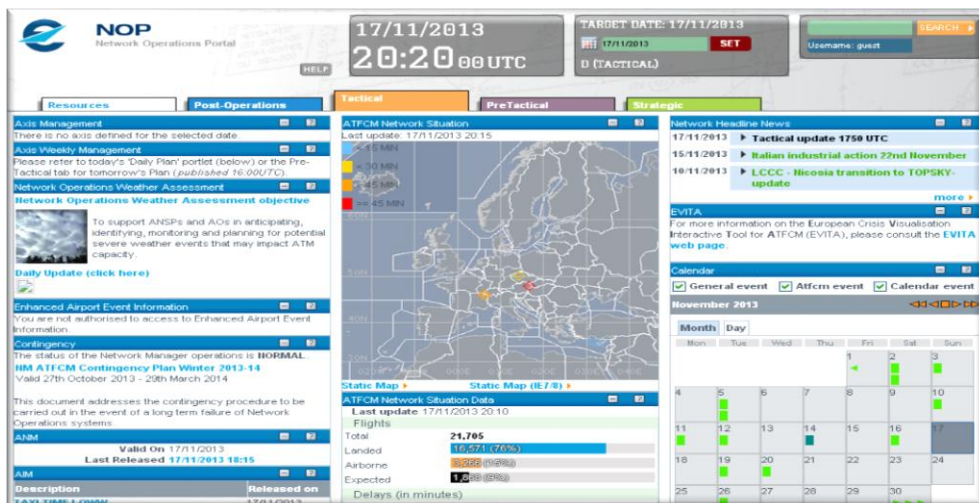 NOP
Network Operations Portal
HELP
17/11/2013
20:20 00 UTC
TARGET DATE: 17/11/2013
17/11/2013
SET
D (TACTICAL)
SEARCH
Username: guest
Resources
Post-Operations
Tactical
PreTactical
Strategic
Axis Management
There is no axis defined for the selected date.
Axis Weekly Management
Please refer to today's 'Daily Plan' portlet (below) or the Pre-
Tactical tab for tomorrow's Plan (published 16:00UTC).
Network Operations Weather Assessment
Network Operations Weather Assessment objective
To support ANSPs and AOs in anticipating,
identifying, monitoring and planning for potential
severe weather events that may impact ATM
capacity.
Daily Update (click here)
Enhanced Airport Event Information
You are not authorised to access to Enhanced Airport Event
Information.
Contingency
The status of the Network Manager operations is NORMAL.
NM ATFCM Contingency Plan Winter 2013-14
Valid 27th October 2013 - 29th March 2014
This document addresses the contingency procedure to be
carried out in the event of a long term failure of Network
Operations systems.
ANM
Valid On 17/11/2013
Last Released 17/11/2013 18:15
AIM
Description Released on
TAXI TIME LOWW 17/11/2013
ATFCM Network Situation
Last update: 17/11/2013 20:15
< 15 MIN
< 30 MIN
< 45 MIN
>= 45 MIN
Static Map
Static Map (IE7/8)
ATFCM Network Situation Data
Last update 17/11/2013 20:10
Flights
Total 21,705
Landed 16,571 (76%)
Airborne (15%)
Expected (9%)
Delays (in minutes)
Network Headline News
17/11/2013 Tactical update 1750 UTC
15/11/2013 Italian industrial action 22nd November
10/11/2013 LCCC - Nicosia transition to TOPSKY-
update
more
EVITA
For more information on the European Crisis Visualisation
Interactive Tool for ATFCM (EVITA), please consult the EVITA
web page.
Calendar
General event Atfcm event Calendar event
November 2013
Month Day
Mon Tue Wed Thu Fri Sat Sun
1 2 3
4 5 6 7 8 9 10
11 12 13 14 15 16 17
18 19 20 21 22 23 24
25 26 27 28 29 30